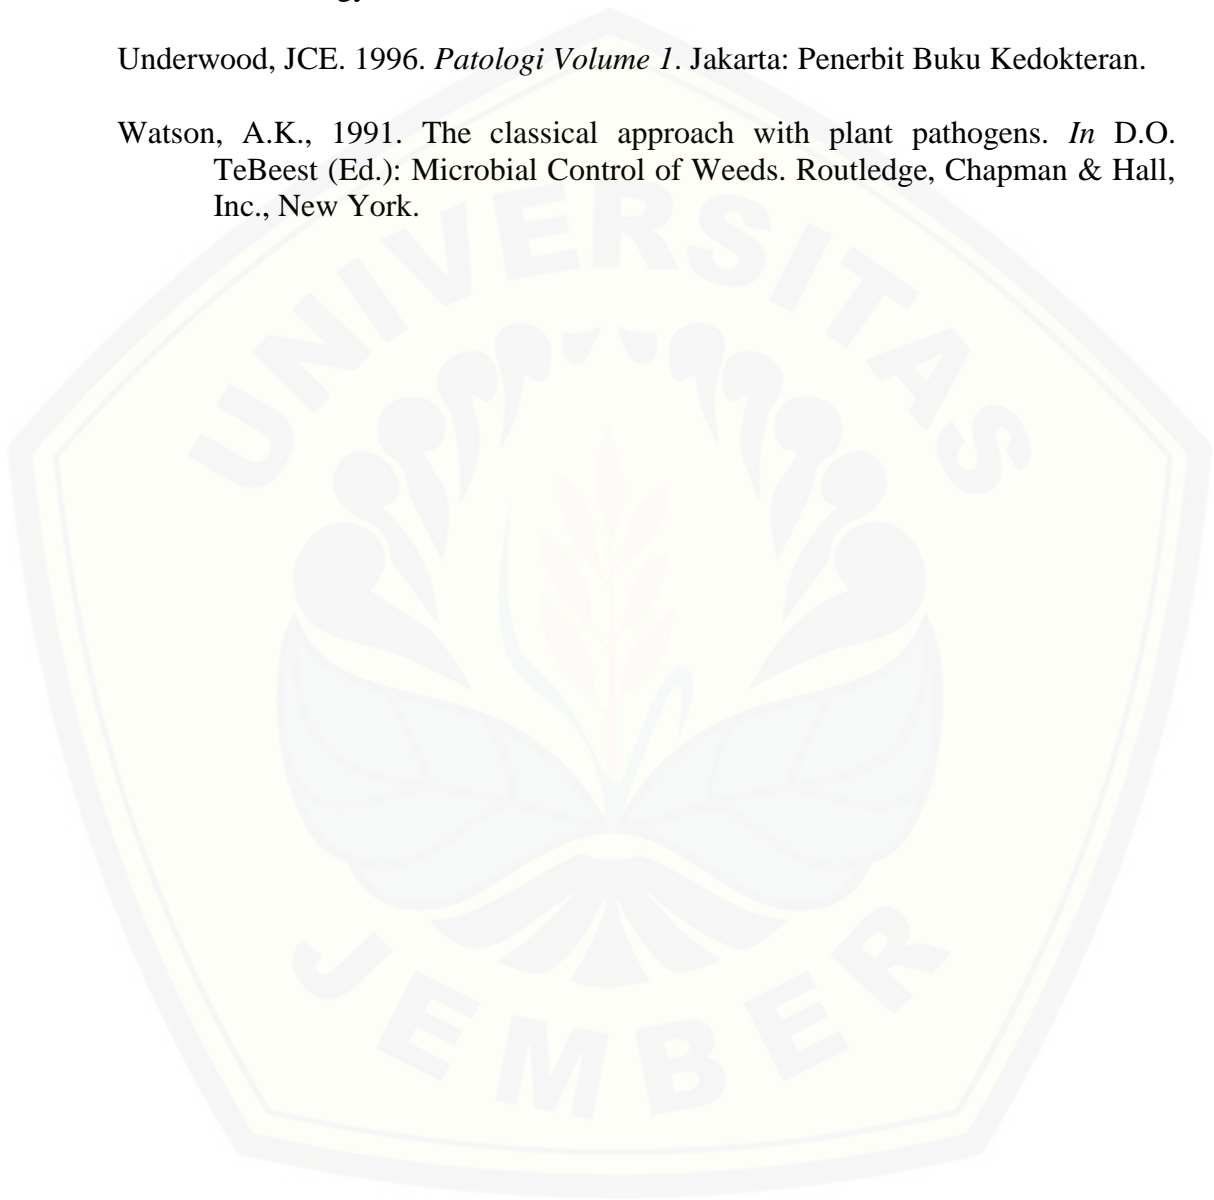 Underwood, JCE. 1996. Patologi Volume 1. Jakarta: Penerbit Buku Kedokteran.
Watson, A.K., 1991. The classical approach with plant pathogens. In D.O.
TeBeest (Ed.): Microbial Control of Weeds. Routledge, Chapman & Hall,
Inc., New York.
UNIVERSITAS
JEMBER